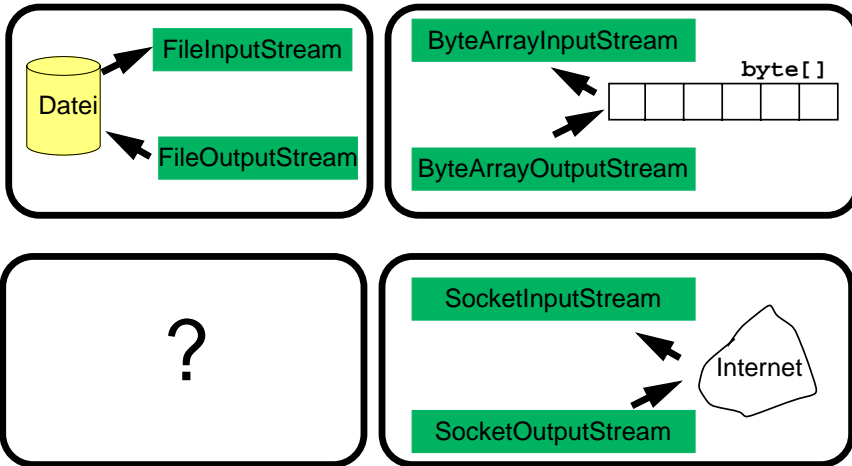 FileInputStream
Datei
FileOutputStream
ByteArrayInputStream
byte[]
ByteArrayOutputStream
?
SocketInputStream
Internet
SocketOutputStream